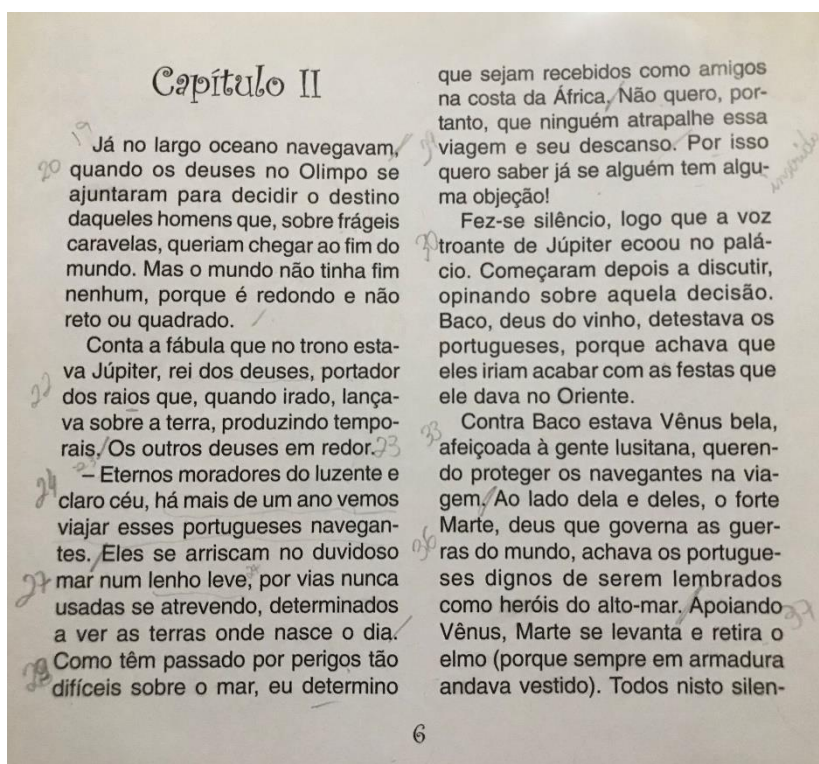 Capítulo II
19
Já no largo oceano navegavam,
20 quando os deuses no Olimpo se
ajuntaram para decidir o destino
daqueles homens que, sobre frágeis
caravelas, queriam chegar ao fim do
mundo. Mas o mundo não tinha fim
nenhum, porque é redondo e não
reto ou quadrado.
Conta a fábula que no trono esta-
22 va Júpiter, rei dos deuses, portador
dos raios que, quando irado, lança-
va sobre a terra, produzindo tempo-
rais. Os outros deuses em redor. 23
24 – Eternos moradores do luzente e
claro céu, há mais de um ano vemos
viajar esses portugueses navegan-
tes. Eles se arriscam no duvidoso
27 mar num lenho leve, por vias nunca
usadas se atrevendo, determinados
a ver as terras onde nasce o dia.
28 Como têm passado por perigos tão
difíceis sobre o mar, eu determino
que sejam recebidos como amigos
na costa da África. Não quero, por-
tanto, que ninguém atrapalhe essa
viagem e seu descanso. Por isso
quero saber já se alguém tem algu-
ma objeção!
inserido
Fez-se silêncio, logo que a voz
30 troante de Júpiter ecoou no palá-
cio. Começaram depois a discutir,
opinando sobre aquela decisão.
Baco, deus do vinho, detestava os
portugueses, porque achava que
eles iriam acabar com as festas que
ele dava no Oriente.
33 Contra Baco estava Vênus bela,
afeiçoada à gente lusitana, queren-
do proteger os navegantes na via-
gem. Ao lado dela e deles, o forte
36 Marte, deus que governa as guer-
ras do mundo, achava os portugue-
ses dignos de serem lembrados
como heróis do alto-mar. Apoiando 37
Vênus, Marte se levanta e retira o
elmo (porque sempre em armadura
andava vestido). Todos nisto silen-
6